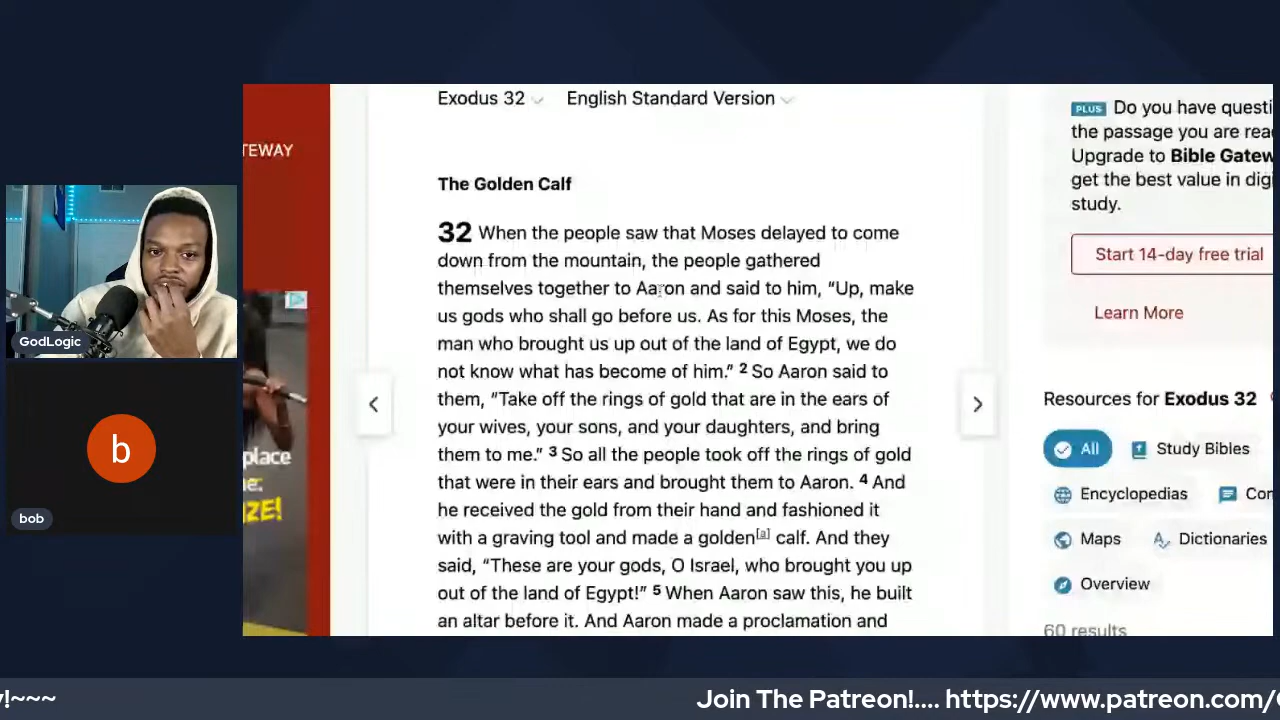 Exodus 32
English Standard Version
TEWAY
The Golden Calf
32 When the people saw that Moses delayed to come
down from the mountain, the people gathered
themselves together to Aaron and said to him, “Up, make
us gods who shall go before us. As for this Moses, the
man who brought us up out of the land of Egypt, we do
not know what has become of him.” 2 So Aaron said to
them, “Take off the rings of gold that are in the ears of
your wives, your sons, and your daughters, and bring
them to me.” 3 So all the people took off the rings of gold
that were in their ears and brought them to Aaron. 4 And
he received the gold from their hand and fashioned it
with a graving tool and made a golden[a] calf. And they
said, “These are your gods, O Israel, who brought you up
out of the land of Egypt!” 5 When Aaron saw this, he built
an altar before it. And Aaron made a proclamation and
PLUS Do you have questi
the passage you are rea
Upgrade to Bible Gatew
get the best value in digi
study.
Start 14-day free trial
Learn More
Resources for Exodus 32
All
Study Bibles
Encyclopedias
Con
Maps
Dictionaries
Overview
60 results
place
e:
ZE!
GodLogic
b
bob
y!~~~
Join The Patreon!.... https://www.patreon.com/